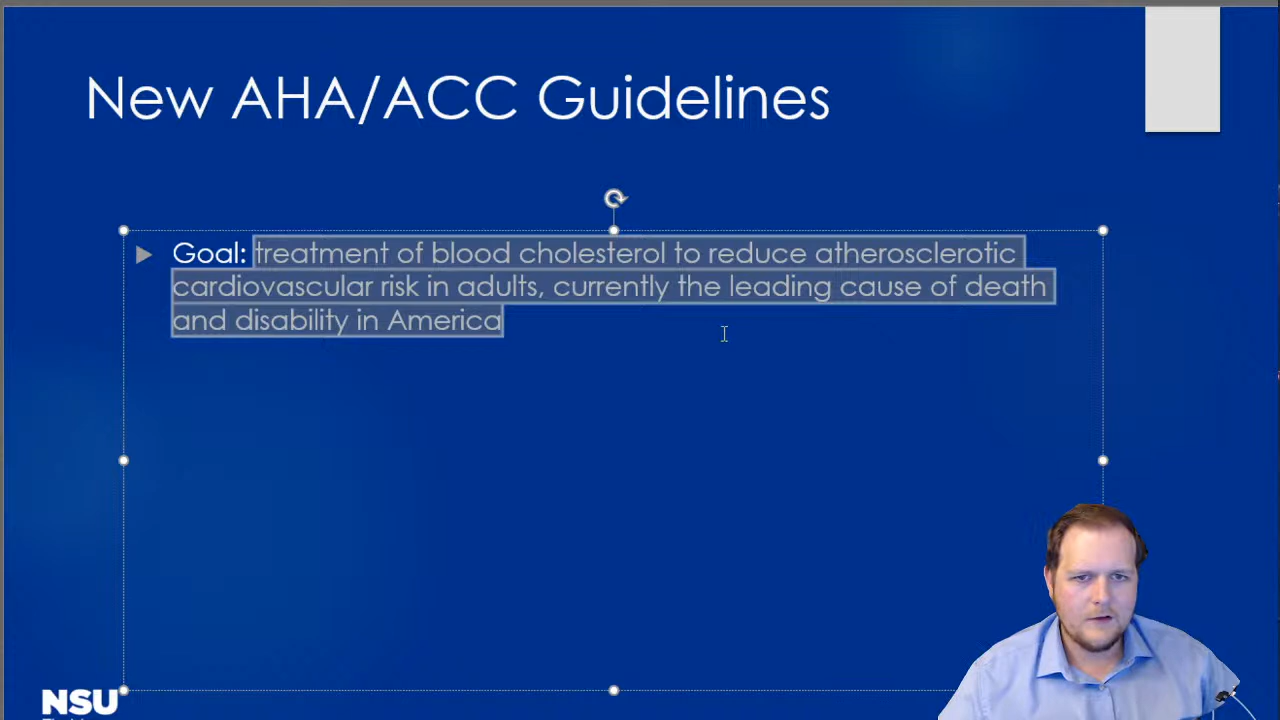 New AHA/ACC Guidelines
Goal: treatment of blood cholesterol to reduce atherosclerotic
cardiovascular risk in adults, currently the leading cause of death
and disability in America
NSU